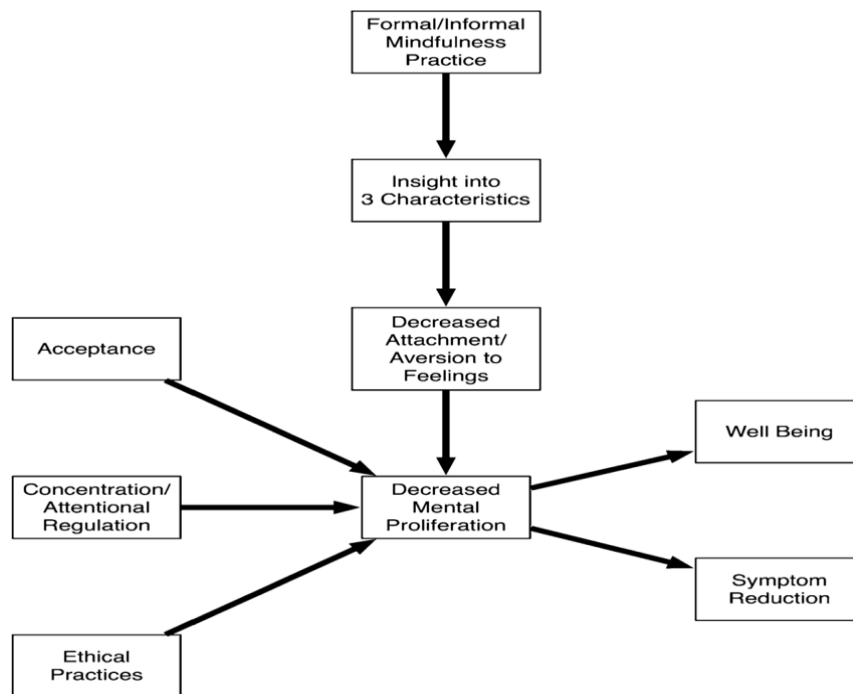 Formal/Informal
Mindfulness
Practice
Insight into
3 Characteristics
Decreased
Attachment/
Aversion to
Feelings
Acceptance
Concentration/
Attentional
Regulation
Ethical
Practices
Decreased
Mental
Proliferation
Well Being
Symptom
Reduction